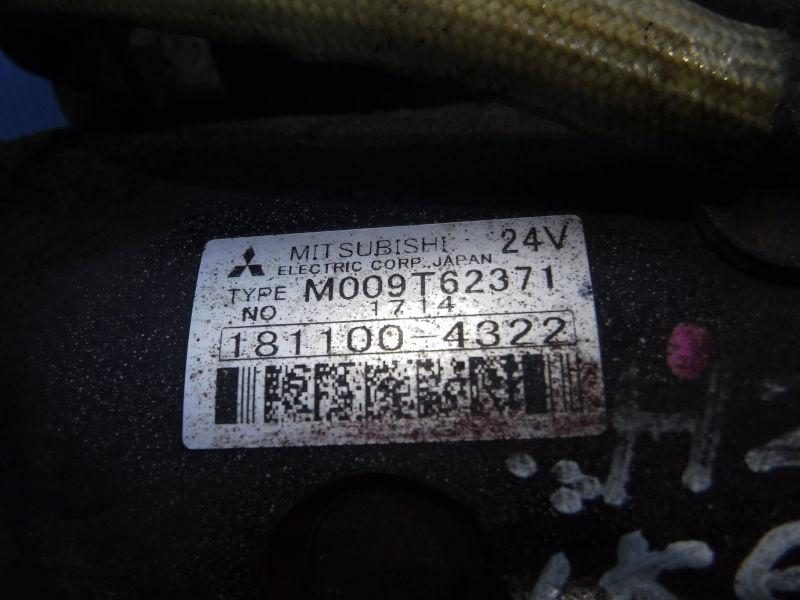 MITSUBISHI 24V
ELECTRIC CORP. JAPAN
TYPE M009T62371
NO 1714
181100-4322